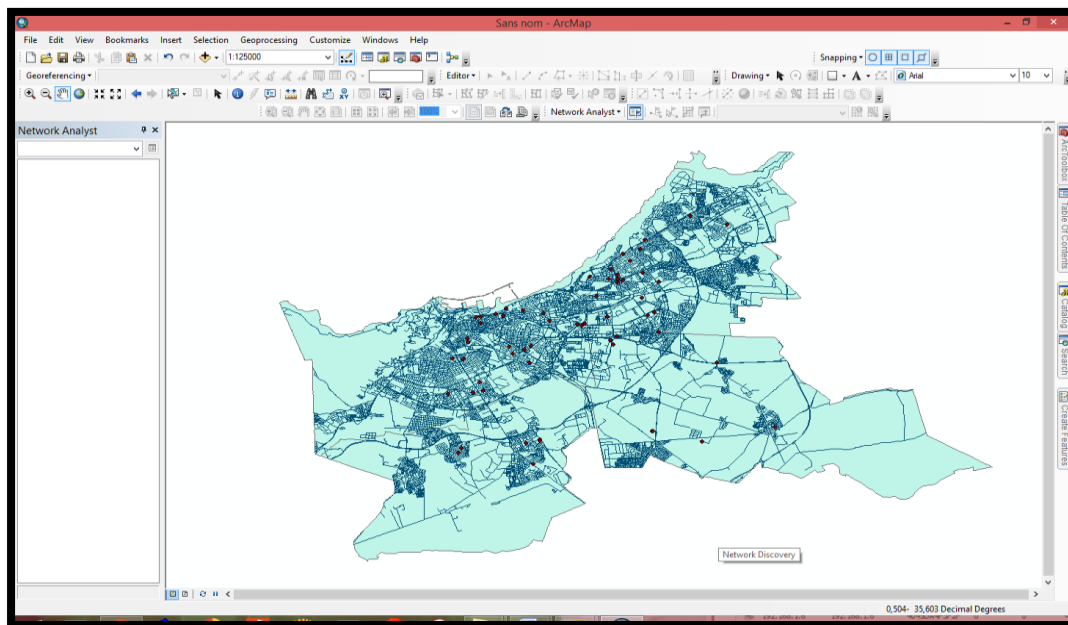 Sans nom - ArcMap
File Edit View Bookmarks Insert Selection Geoprocessing Customize Windows Help
1:125000
Snapping
Georeferencing
Editor
Drawing
A
Arial
10
100%
Network Analyst
Network Analyst
ArcToolbox
Table Of Contents
Catalog
Search
Create Features
Network Discovery
0,504- 35,603 Decimal Degrees